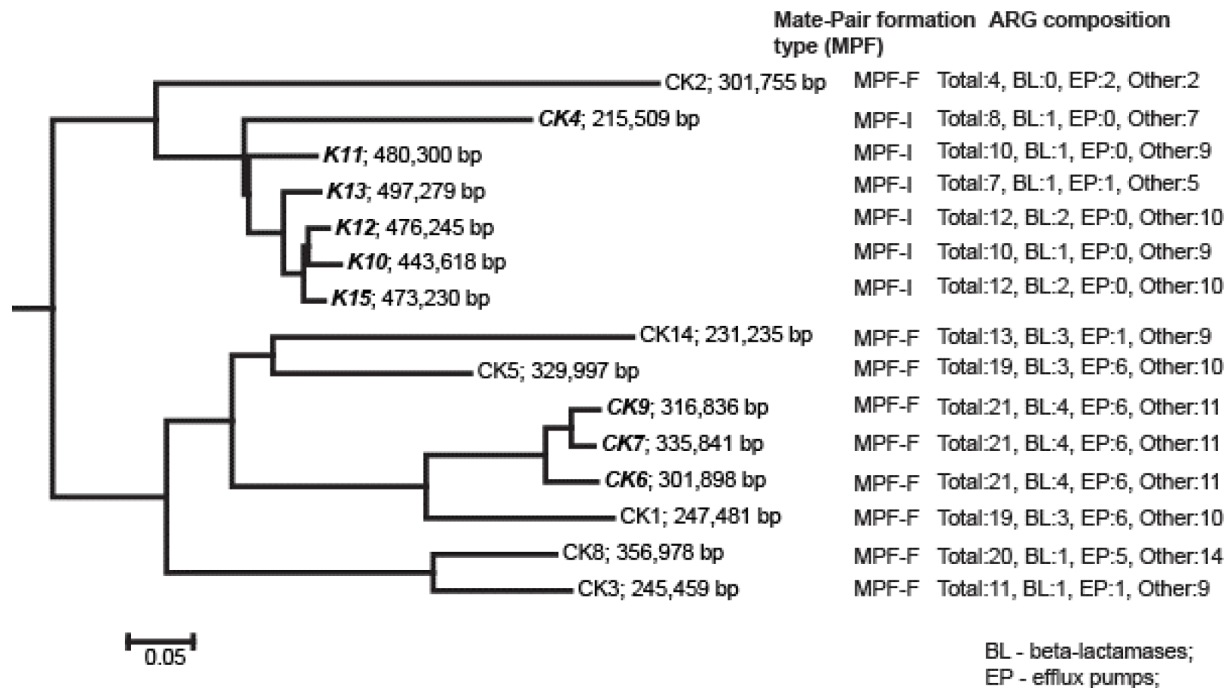 Mate-Pair formation ARG composition
type (MPF)
CK2; 301,755 bp MPF-F Total:4, BL:0, EP:2, Other:2
CK4; 215,509 bp MPF-I Total:8, BL:1, EP:0, Other:7
K11; 480,300 bp MPF-I Total:10, BL:1, EP:0, Other:9
K13; 497,279 bp MPF-I Total:7, BL:1, EP:1, Other:5
K12; 476,245 bp MPF-I Total:12, BL:2, EP:0, Other:10
K10; 443,618 bp MPF-I Total:10, BL:1, EP:0, Other:9
K15; 473,230 bp MPF-I Total:12, BL:2, EP:0, Other:10
CK14; 231,235 bp MPF-F Total:13, BL:3, EP:1, Other:9
CK5; 329,997 bp MPF-F Total:19, BL:3, EP:6, Other:10
CK9; 316,836 bp MPF-F Total:21, BL:4, EP:6, Other:11
CK7; 335,841 bp MPF-F Total:21, BL:4, EP:6, Other:11
CK6; 301,898 bp MPF-F Total:21, BL:4, EP:6, Other:11
CK1; 247,481 bp MPF-F Total:19, BL:3, EP:6, Other:10
CK8; 356,978 bp MPF-F Total:20, BL:1, EP:5, Other:14
CK3; 245,459 bp MPF-F Total:11, BL:1, EP:1, Other:9
0.05
BL - beta-lactamases;
EP - efflux pumps;